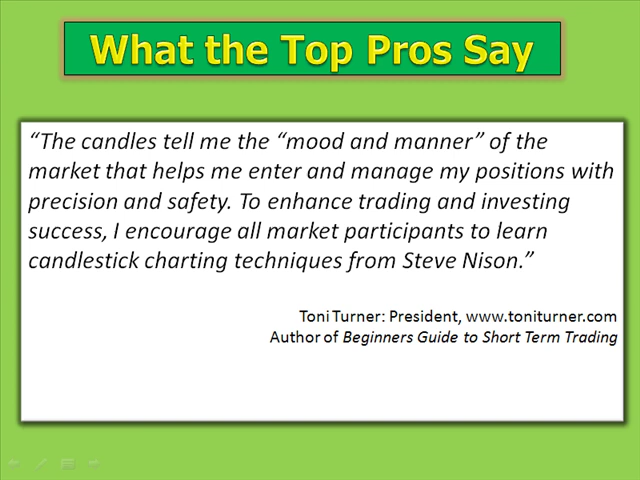 What the Top Pros Say
“The candles tell me the “mood and manner” of the
market that helps me enter and manage my positions with
precision and safety. To enhance trading and investing
success, I encourage all market participants to learn
candlestick charting techniques from Steve Nison.”
Toni Turner: President, www.toniturner.com
Author of Beginners Guide to Short Term Trading